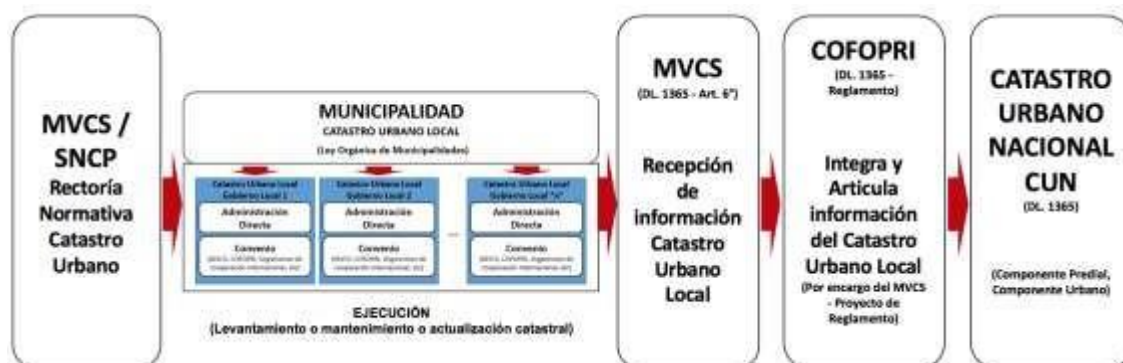 MVCS /
SNCP
Rectoría
Normativa
Catastro
Urbano
MUNICIPALIDAD
CATASTRO URBANO LOCAL
(Ley Orgánica de Municipalidades)
Catastro Urbano Local
Gobierno Local 1
Administración
Directa
Convenio
Catastro Urbano Local
Gobierno Local 2
Administración
Directa
Convenio
...
Catastro Urbano Local
Gobierno Local "n"
Administración
Directa
Convenio
EJECUCIÓN
(Levantamiento o mantenimiento o actualización catastral)
MVCS
(DL. 1365 - Art. 6°)
Recepción
de
información
Catastro
Urbano
Local
COFOPRI
(DL. 1365 -
Reglamento)
Integra y
Articula
información
del Catastro
Urbano Local
(Por encargo del MVCS
- Proyecto de
Reglamento)
CATASTRO
URBANO
NACIONAL
CUN
(DL. 1365)
(Componente Predial,
Componente Urbano)